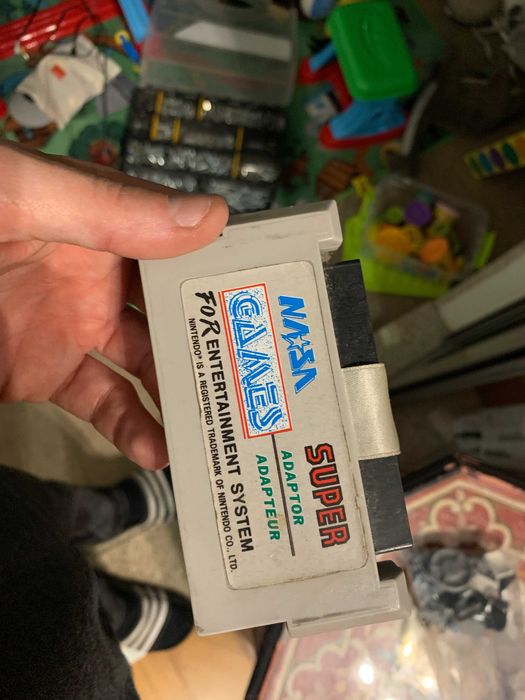 NASA
GAMES
SUPER
ADAPTOR
ADAPTEUR
FOR ENTERTAINMENT SYSTEM
NINTENDO® IS A REGISTERED TRADEMARK OF NINTENDO CO., LTD.